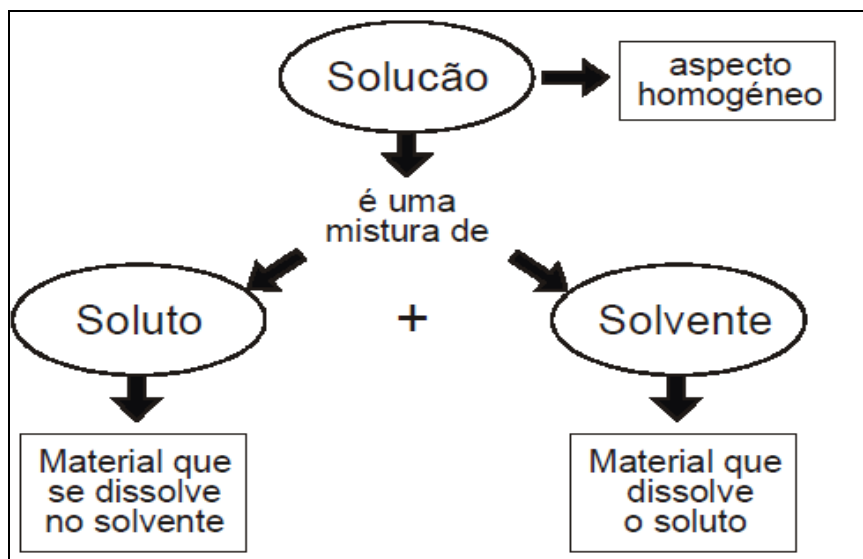 Solucão
aspecto
homogéneo
é uma
mistura de
Soluto
+
Solvente
Material que
se dissolve
no solvente
Material que
dissolve
o soluto